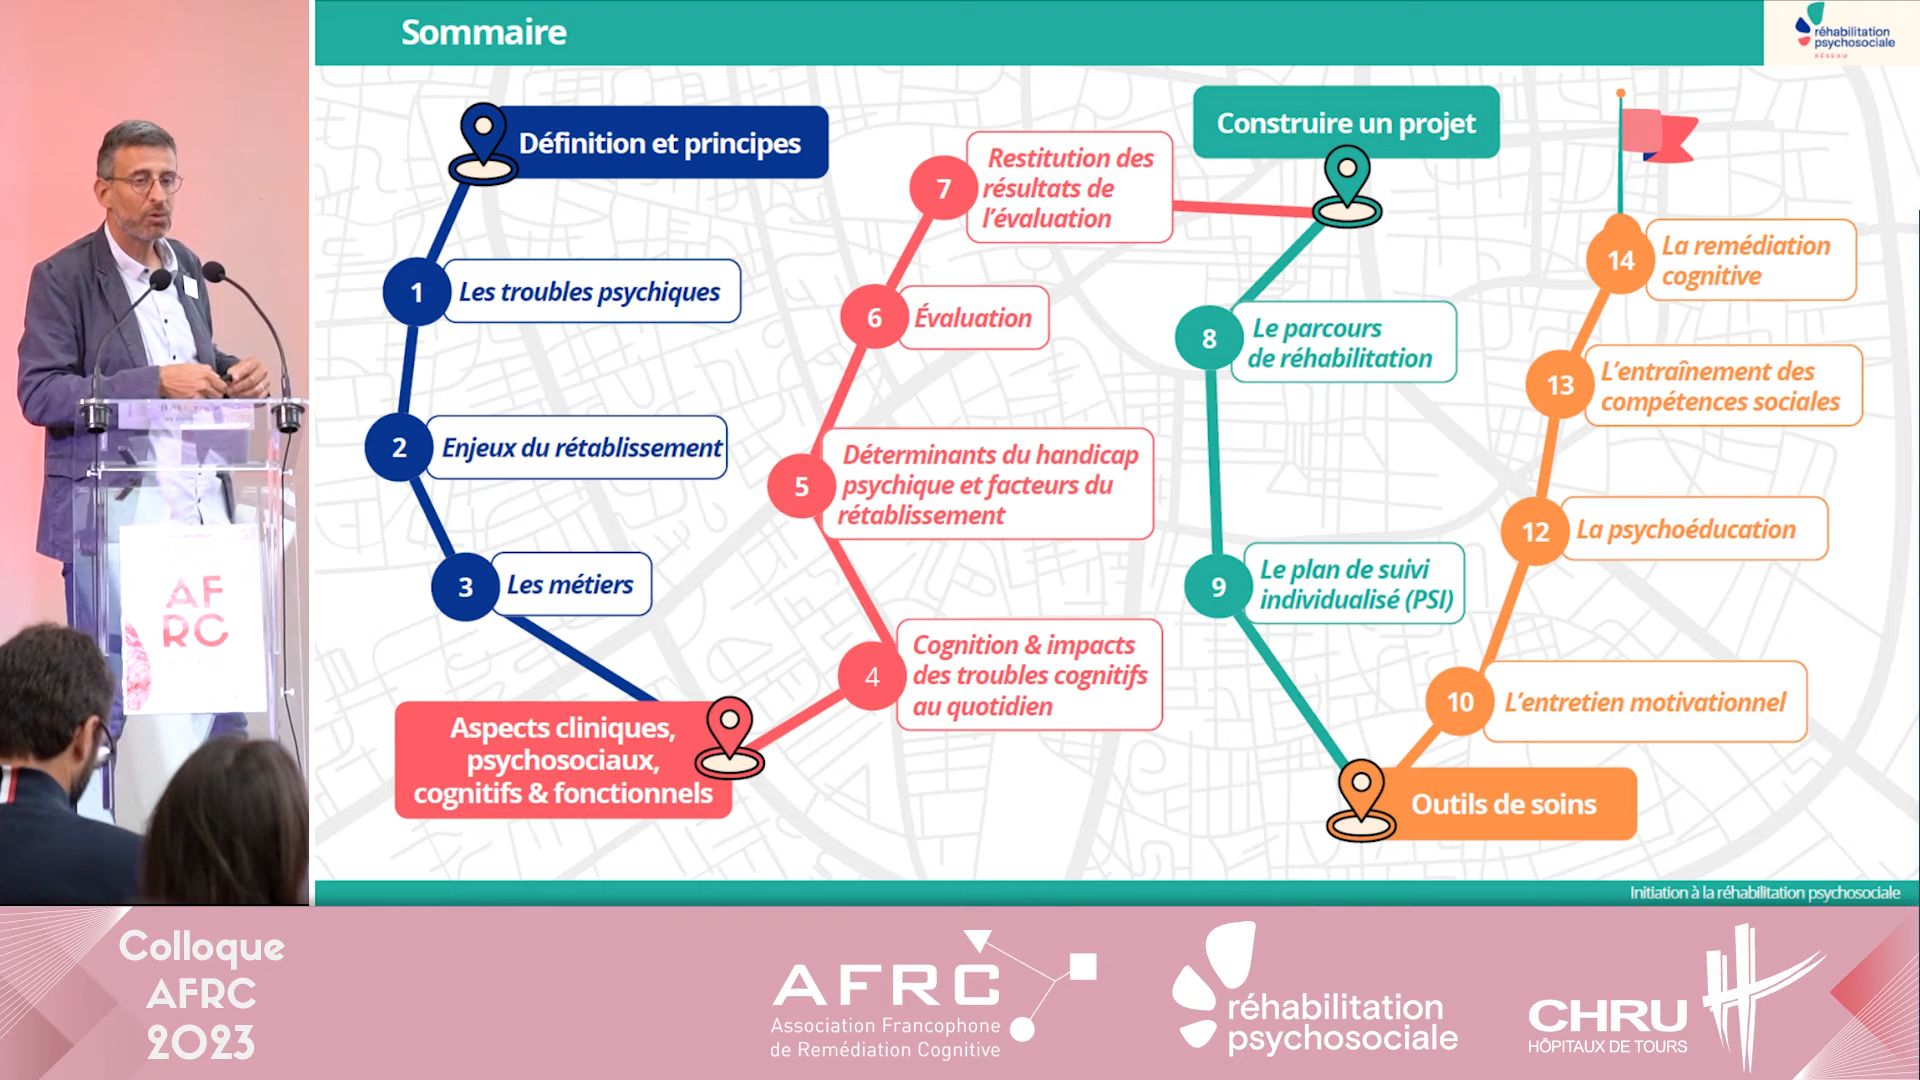 Sommaire
réhabilitation
psychosociale
RÉSEAU
Définition et principes
1
Les troubles psychiques
2
Enjeux du rétablissement
3
Les métiers
Aspects cliniques,
psychosociaux,
cognitifs & fonctionnels
4
Cognition & impacts
des troubles cognitifs
au quotidien
5
Déterminants du handicap
psychique et facteurs du
rétablissement
6
Évaluation
7
Restitution des
résultats de
l'évaluation
Construire un projet
8
Le parcours
de réhabilitation
9
Le plan de suivi
individualisé (PSI)
Outils de soins
10
L'entretien motivationnel
12
La psychoéducation
13
L'entraînement des
compétences sociales
14
La remédiation
cognitive
Initiation à la réhabilitation psychosociale
AF
RC
Colloque
AFRC
2023
AFRC
Association Francophone
de Remédiation Cognitive
réhabilitation
psychosociale
CHRU
HÔPITAUX DE TOURS